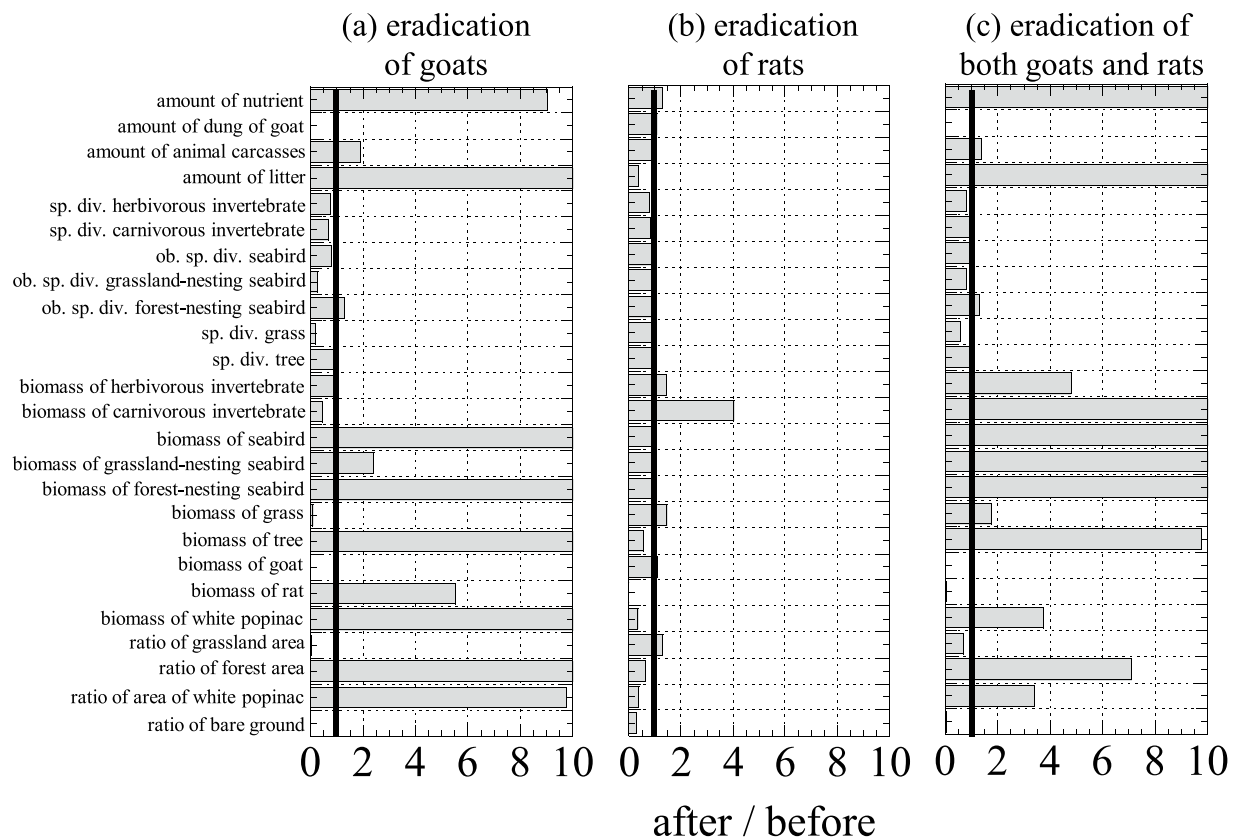 (a) eradication
of goats
(b) eradication
of rats
(c) eradication of
both goats and rats
amount of nutrient
amount of dung of goat
amount of animal carcasses
amount of litter
sp. div. herbivorous invertebrate
sp. div. carnivorous invertebrate
ob. sp. div. seabird
ob. sp. div. grassland-nesting seabird
ob. sp. div. forest-nesting seabird
sp. div. grass
sp. div. tree
biomass of herbivorous invertebrate
biomass of carnivorous invertebrate
biomass of seabird
biomass of grassland-nesting seabird
biomass of forest-nesting seabird
biomass of grass
biomass of tree
biomass of goat
biomass of rat
biomass of white popinac
ratio of grassland area
ratio of forest area
ratio of area of white popinac
ratio of bare ground
0 2 4 6 8 10
0 2 4 6 8 10
0 2 4 6 8 10
after / before